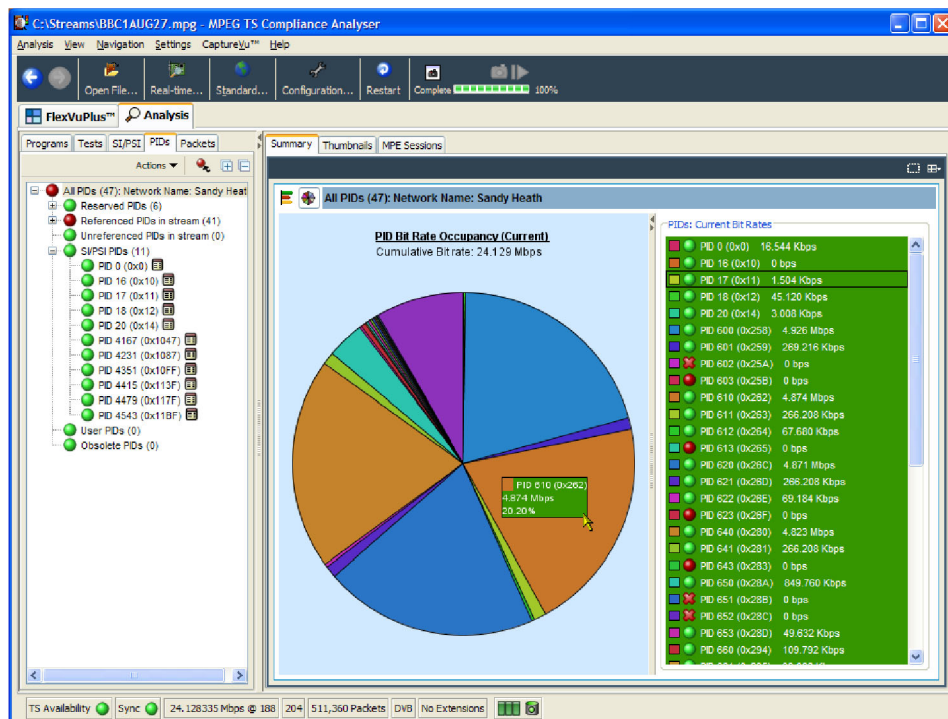 C:\Streams\BBC1AUG27.mpg - MPEG TS Compliance Analyser
Analysis View Navigation Settings CaptureVu™ Help
Open File... Real-time... Standard... Configuration... Restart Complete 100%
FlexVuPlus™ Analysis
Programs Tests SI/PSI PIDs Packets
Actions
All PIDs (47): Network Name: Sandy Heat
Reserved PIDs (6)
Referenced PIDs in stream (41)
Unreferenced PIDs in stream (0)
SI/PSI PIDs (11)
PID 0 (0x0)
PID 16 (0x10)
PID 17 (0x11)
PID 18 (0x12)
PID 20 (0x14)
PID 4167 (0x1047)
PID 4231 (0x1087)
PID 4351 (0x10FF)
PID 4415 (0x113F)
PID 4479 (0x117F)
PID 4543 (0x11BF)
User PIDs (0)
Obsolete PIDs (0)
Summary Thumbnails MPE Sessions
All PIDs (47): Network Name: Sandy Heath
PID Bit Rate Occupancy (Current)
Cumulative Bitrate: 24.129 Mbps
PID 610 (0x262)
4.874 Mbps
20.20%
PIDs: Current Bit Rates
PID 0 (0x0) 16.544 Kbps
PID 16 (0x10) 0 bps
PID 17 (0x11) 1.504 Kbps
PID 18 (0x12) 45.120 Kbps
PID 20 (0x14) 3.008 Kbps
PID 600 (0x258) 4.926 Mbps
PID 601 (0x259) 269.216 Kbps
PID 602 (0x25A) 0 bps
PID 603 (0x25B) 0 bps
PID 610 (0x262) 4.874 Mbps
PID 611 (0x263) 266.208 Kbps
PID 612 (0x264) 67.680 Kbps
PID 613 (0x265) 0 bps
PID 620 (0x26C) 4.871 Mbps
PID 621 (0x26D) 266.208 Kbps
PID 622 (0x26E) 69.184 Kbps
PID 623 (0x26F) 0 bps
PID 640 (0x280) 4.823 Mbps
PID 641 (0x281) 266.208 Kbps
PID 643 (0x283) 0 bps
PID 650 (0x28A) 849.760 Kbps
PID 651 (0x28B) 0 bps
PID 652 (0x28C) 0 bps
PID 653 (0x28D) 49.632 Kbps
PID 660 (0x294) 109.792 Kbps
TS Availability Sync 24.128335 Mbps @ 188 204 511,360 Packets DVB No Extensions